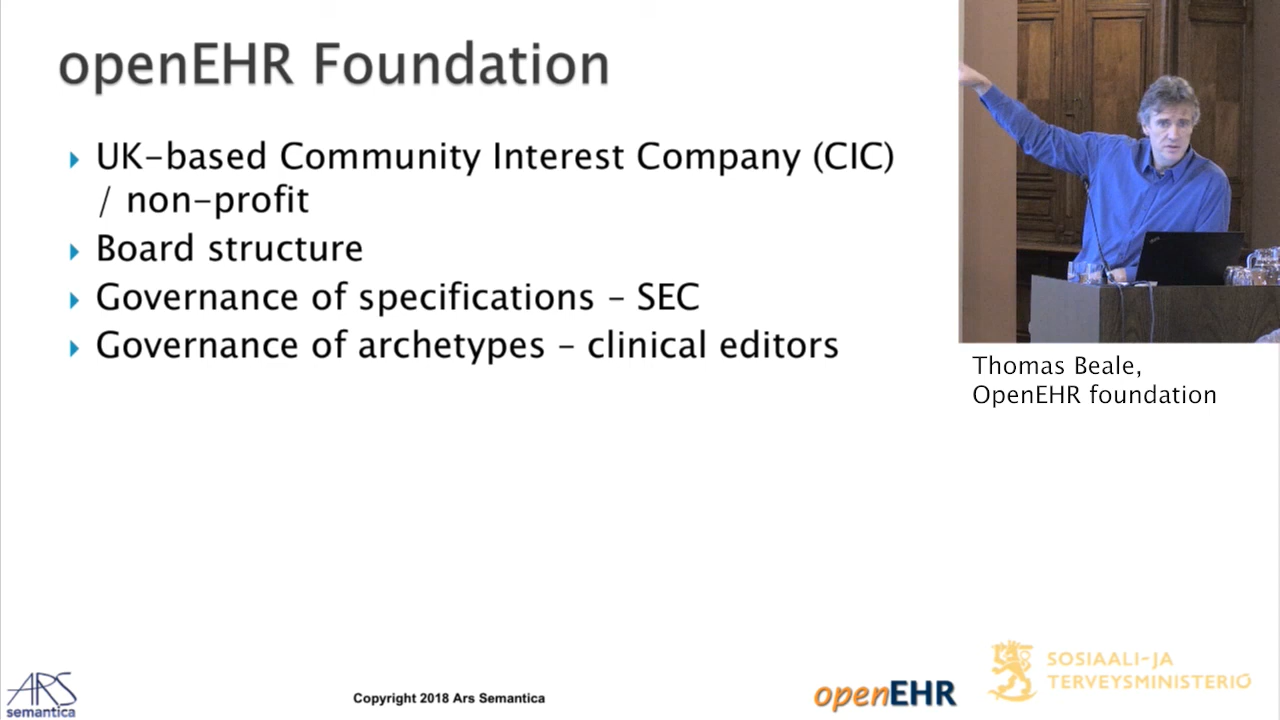 openEHR Foundation
UK-based Community Interest Company (CIC)
/ non-profit
Board structure
Governance of specifications – SEC
Governance of archetypes – clinical editors
Thomas Beale,
OpenEHR foundation
ARS
semantica
Copyright 2018 Ars Semantica
openEHR
SOSIAALI- JA
TERVEYSMINISTERIÖ